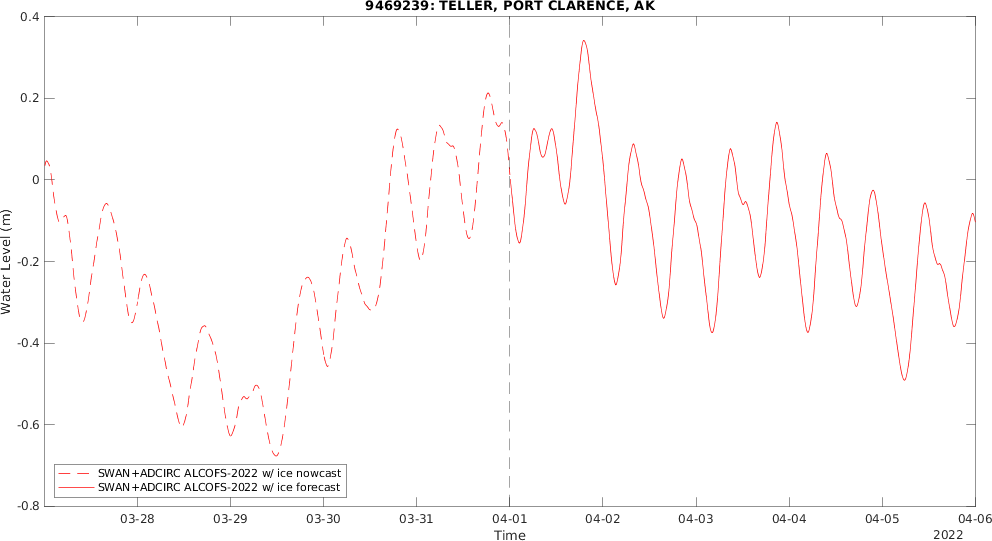 9469239: TELLER, PORT CLARENCE, AK
0.4
0.2
0
-0.2
-0.4
-0.6
-0.8
Water Level (m)
SWAN+ADCIRC ALCOFS-2022 w/ ice nowcast
SWAN+ADCIRC ALCOFS-2022 w/ ice forecast
03-28 03-29 03-30 03-31 04-01 04-02 04-03 04-04 04-05 04-06
Time
2022